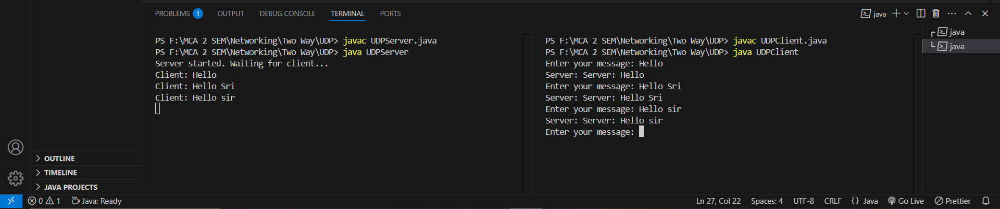 PROBLEMS 1 OUTPUT DEBUG CONSOLE TERMINAL PORTS java
PS F:\MCA 2 SEM\Networking\Two Way\UDP> javac UDPServer.java
PS F:\MCA 2 SEM\Networking\Two Way\UDP> java UDPServer
Server started. Waiting for client...
Client: Hello
Client: Hello Sri
Client: Hello sir
PS F:\MCA 2 SEM\Networking\Two Way\UDP> javac UDPClient.java
PS F:\MCA 2 SEM\Networking\Two Way\UDP> java UDPClient
Enter your message: Hello
Server: Server: Hello
Enter your message: Hello Sri
Server: Server: Hello Sri
Enter your message: Hello sir
Server: Server: Hello sir
Enter your message:
java
java
OUTLINE
TIMELINE
JAVA PROJECTS
0 1 Java: Ready Ln 27, Col 22 Spaces: 4 UTF-8 CRLF {} Java Go Live Prettier